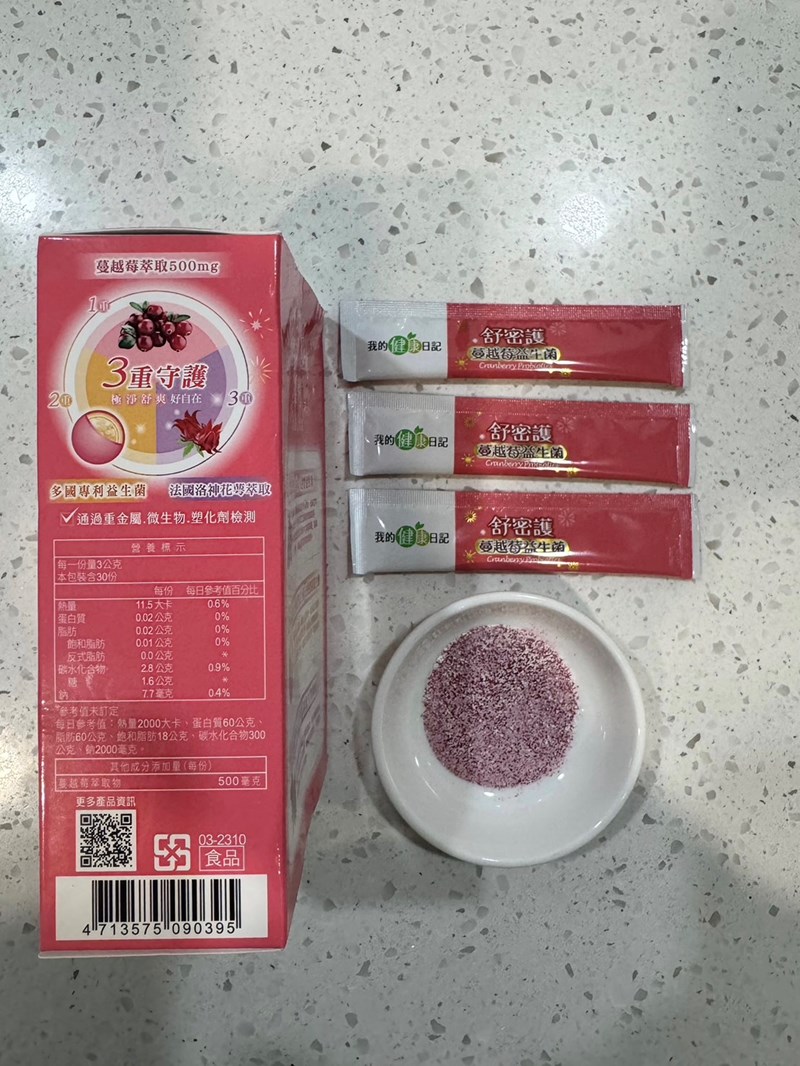 蔓越莓萃取500mg
1重
3重守護
極淨舒爽好自在
2重
3重
多國專利益生菌
法國洛神花萼萃取
通過重金屬.微生物.塑化劑檢測
營養標示
每一份量3公克
本包裝含30份
每份 每日參考值百分比
熱量 11.5大卡 0.6%
蛋白質 0.02公克 0%
脂肪 0.02公克 0%
飽和脂肪 0.01公克 0%
反式脂肪 0.0公克 *
碳水化合物 2.8公克 0.9%
糖 1.6公克 *
鈉 7.7毫克 0.4%
*參考值未訂定
每日參考值：熱量2000大卡、蛋白質60公克、
脂肪60公克、飽和脂肪18公克、碳水化合物300
公克、鈉2000毫克。
其他成分添加量(每份)
蔓越莓萃取物 500毫克
更多產品資訊
03-2310
食品
4 713575 090395
我的健康日記
舒密護
蔓越莓益生菌
Cranberry Probiotics
我的健康日記
舒密護
蔓越莓益生菌
Cranberry Probiotics
我的健康日記
舒密護
蔓越莓益生菌
Cranberry Probiotics